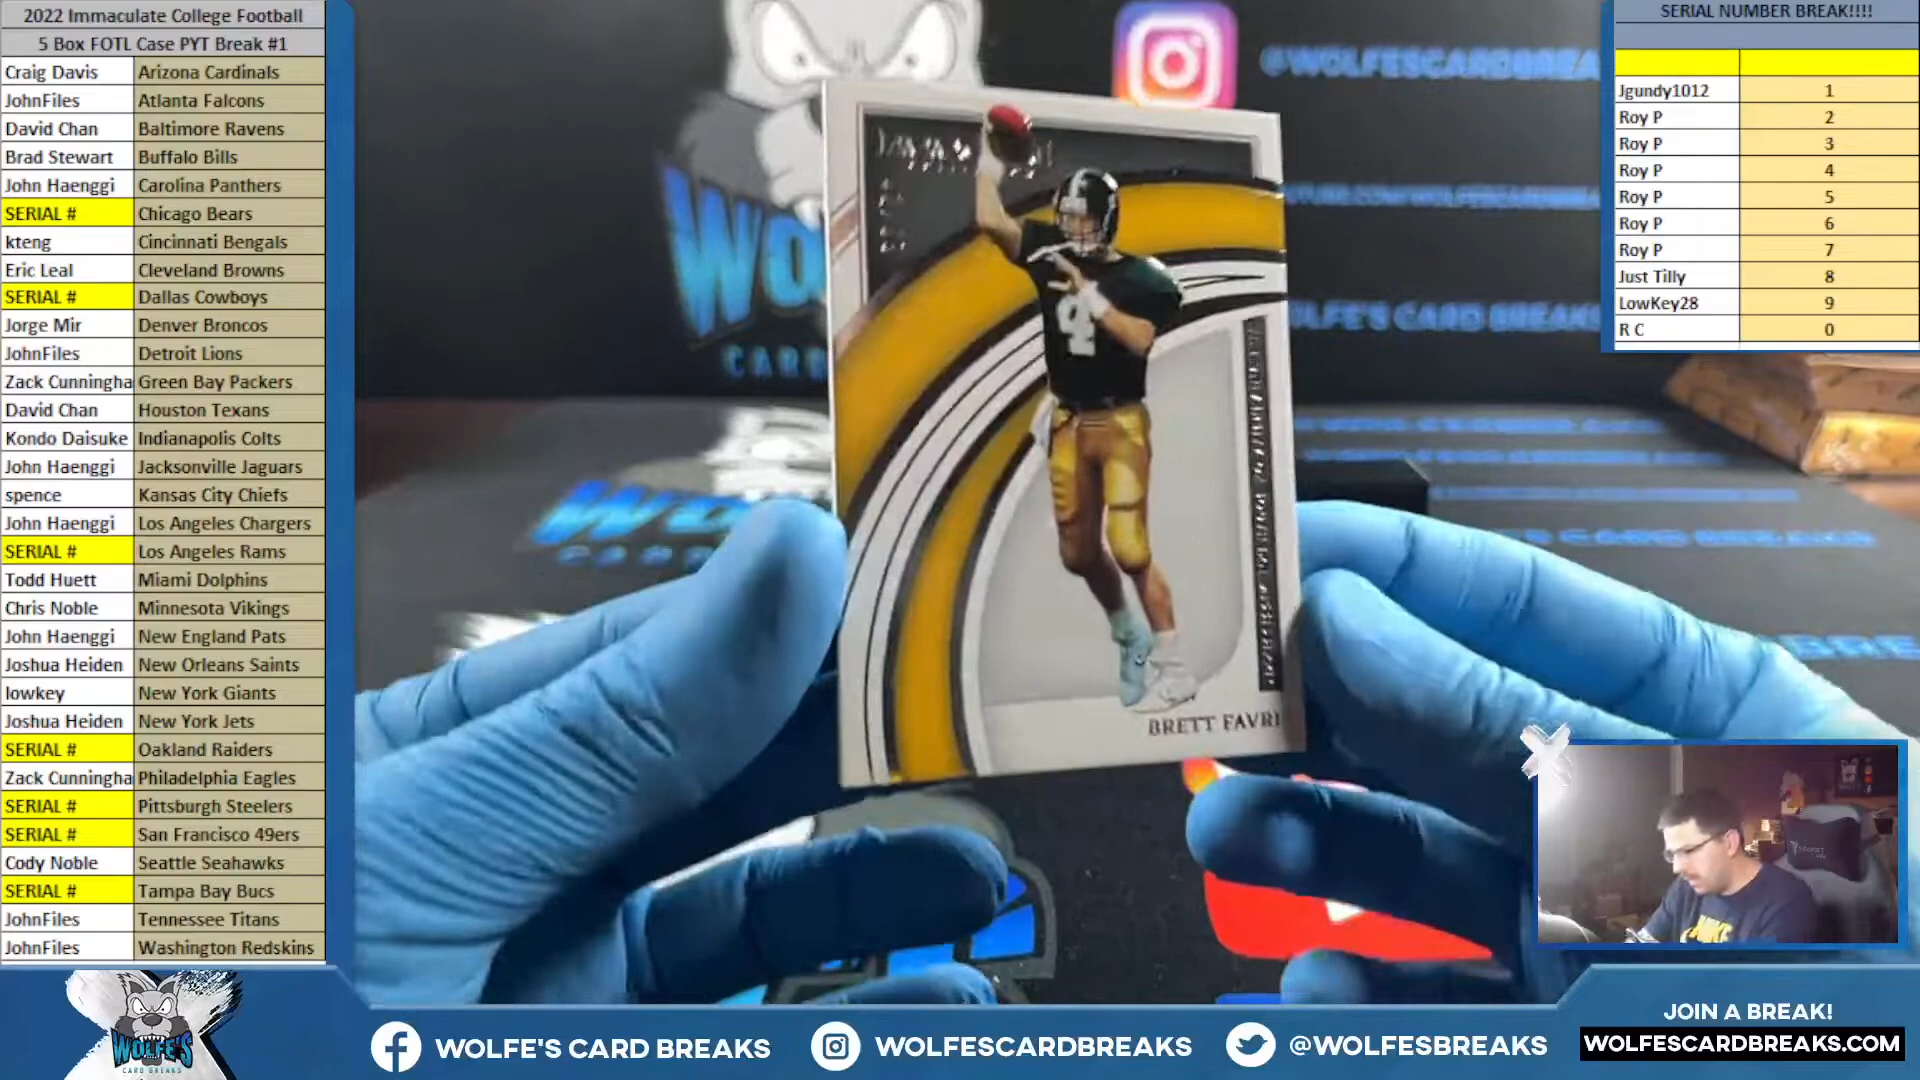 2022 Immaculate College Football
5 Box FOTL Case PYT Break #1
Craig Davis Arizona Cardinals
JohnFiles Atlanta Falcons
David Chan Baltimore Ravens
Brad Stewart Buffalo Bills
John Haenggi Carolina Panthers
SERIAL # Chicago Bears
kteng Cincinnati Bengals
Eric Leal Cleveland Browns
SERIAL # Dallas Cowboys
Jorge Mir Denver Broncos
JohnFiles Detroit Lions
Zack Cunningha Green Bay Packers
David Chan Houston Texans
Kondo Daisuke Indianapolis Colts
John Haenggi Jacksonville Jaguars
spence Kansas City Chiefs
John Haenggi Los Angeles Chargers
SERIAL # Los Angeles Rams
Todd Huett Miami Dolphins
Chris Noble Minnesota Vikings
John Haenggi New England Pats
Joshua Heiden New Orleans Saints
lowkey New York Giants
Joshua Heiden New York Jets
SERIAL # Oakland Raiders
Zack Cunningha Philadelphia Eagles
SERIAL # Pittsburgh Steelers
SERIAL # San Francisco 49ers
Cody Noble Seattle Seahawks
SERIAL # Tampa Bay Bucs
JohnFiles Tennessee Titans
JohnFiles Washington Redskins
@WOLFESCARDBREA
WOLFE'S CARD BREAKS
4
BRETT FAVR
SERIAL NUMBER BREAK!!!!
Jgundy1012 1
Roy P 2
Roy P 3
Roy P 4
Roy P 5
Roy P 6
Roy P 7
Just Tilly 8
LowKey28 9
R C 0
WOLFE'S
CARD BREAKS
WOLFE'S CARD BREAKS
WOLFESCARDBREAKS
@WOLFESBREAKS
JOIN A BREAK!
WOLFESCARDBREAKS.COM